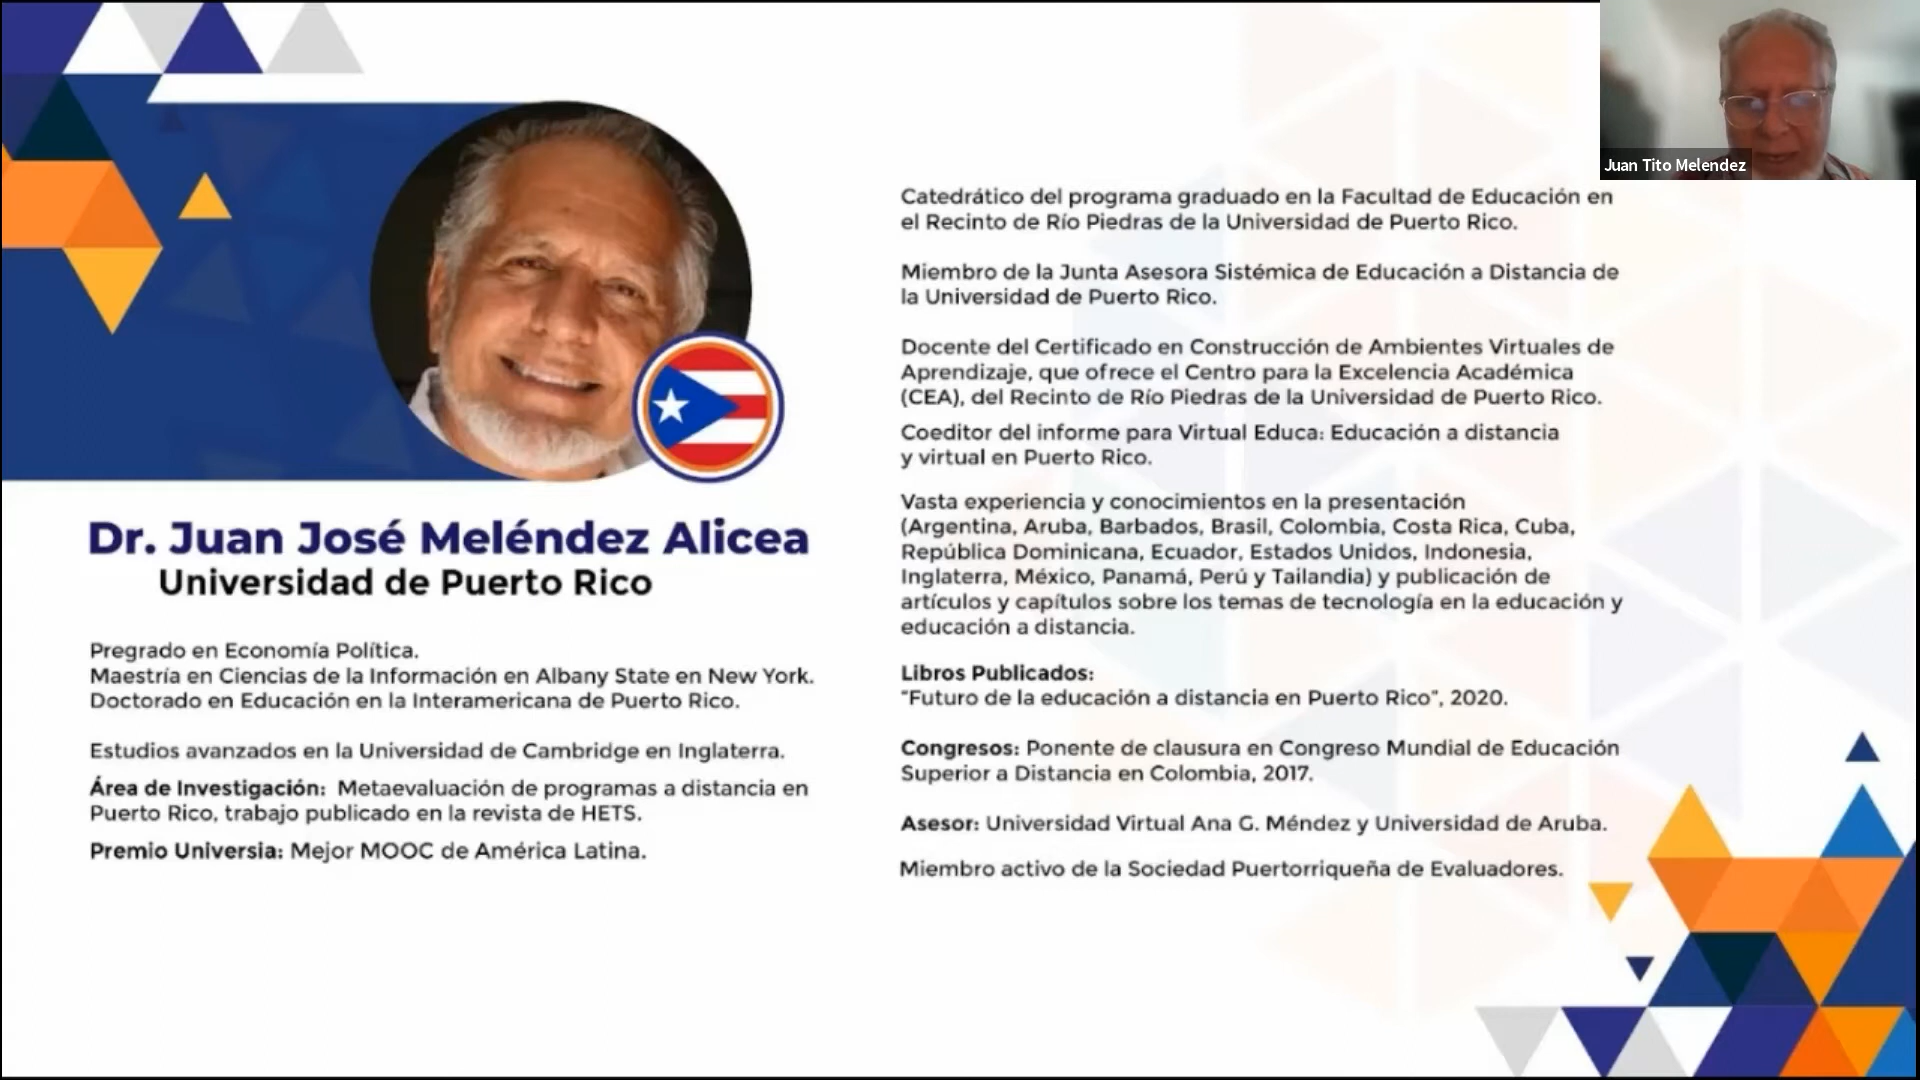 Juan Tito Melendez
Dr. Juan José Meléndez Alicea
Universidad de Puerto Rico
Pregrado en Economía Política.
Maestría en Ciencias de la Información en Albany State en New York.
Doctorado en Educación en la Interamericana de Puerto Rico.
Estudios avanzados en la Universidad de Cambridge en Inglaterra.
Área de Investigación: Metaevaluación de programas a distancia en
Puerto Rico, trabajo publicado en la revista de HETS.
Premio Universia: Mejor MOOC de América Latina.
Catedrático del programa graduado en la Facultad de Educación en
el Recinto de Río Piedras de la Universidad de Puerto Rico.
Miembro de la Junta Asesora Sistémica de Educación a Distancia de
la Universidad de Puerto Rico.
Docente del Certificado en Construcción de Ambientes Virtuales de
Aprendizaje, que ofrece el Centro para la Excelencia Académica
(CEA), del Recinto de Río Piedras de la Universidad de Puerto Rico.
Coeditor del informe para Virtual Educa: Educación a distancia
y virtual en Puerto Rico.
Vasta experiencia y conocimientos en la presentación
(Argentina, Aruba, Barbados, Brasil, Colombia, Costa Rica, Cuba,
República Dominicana, Ecuador, Estados Unidos, Indonesia,
Inglaterra, México, Panamá, Perú y Tailandia) y publicación de
artículos y capítulos sobre los temas de tecnología en la educación y
educación a distancia.
Libros Publicados:
"Futuro de la educación a distancia en Puerto Rico", 2020.
Congresos: Ponente de clausura en Congreso Mundial de Educación
Superior a Distancia en Colombia, 2017.
Asesor: Universidad Virtual Ana G. Méndez y Universidad de Aruba.
Miembro activo de la Sociedad Puertorriqueña de Evaluadores.